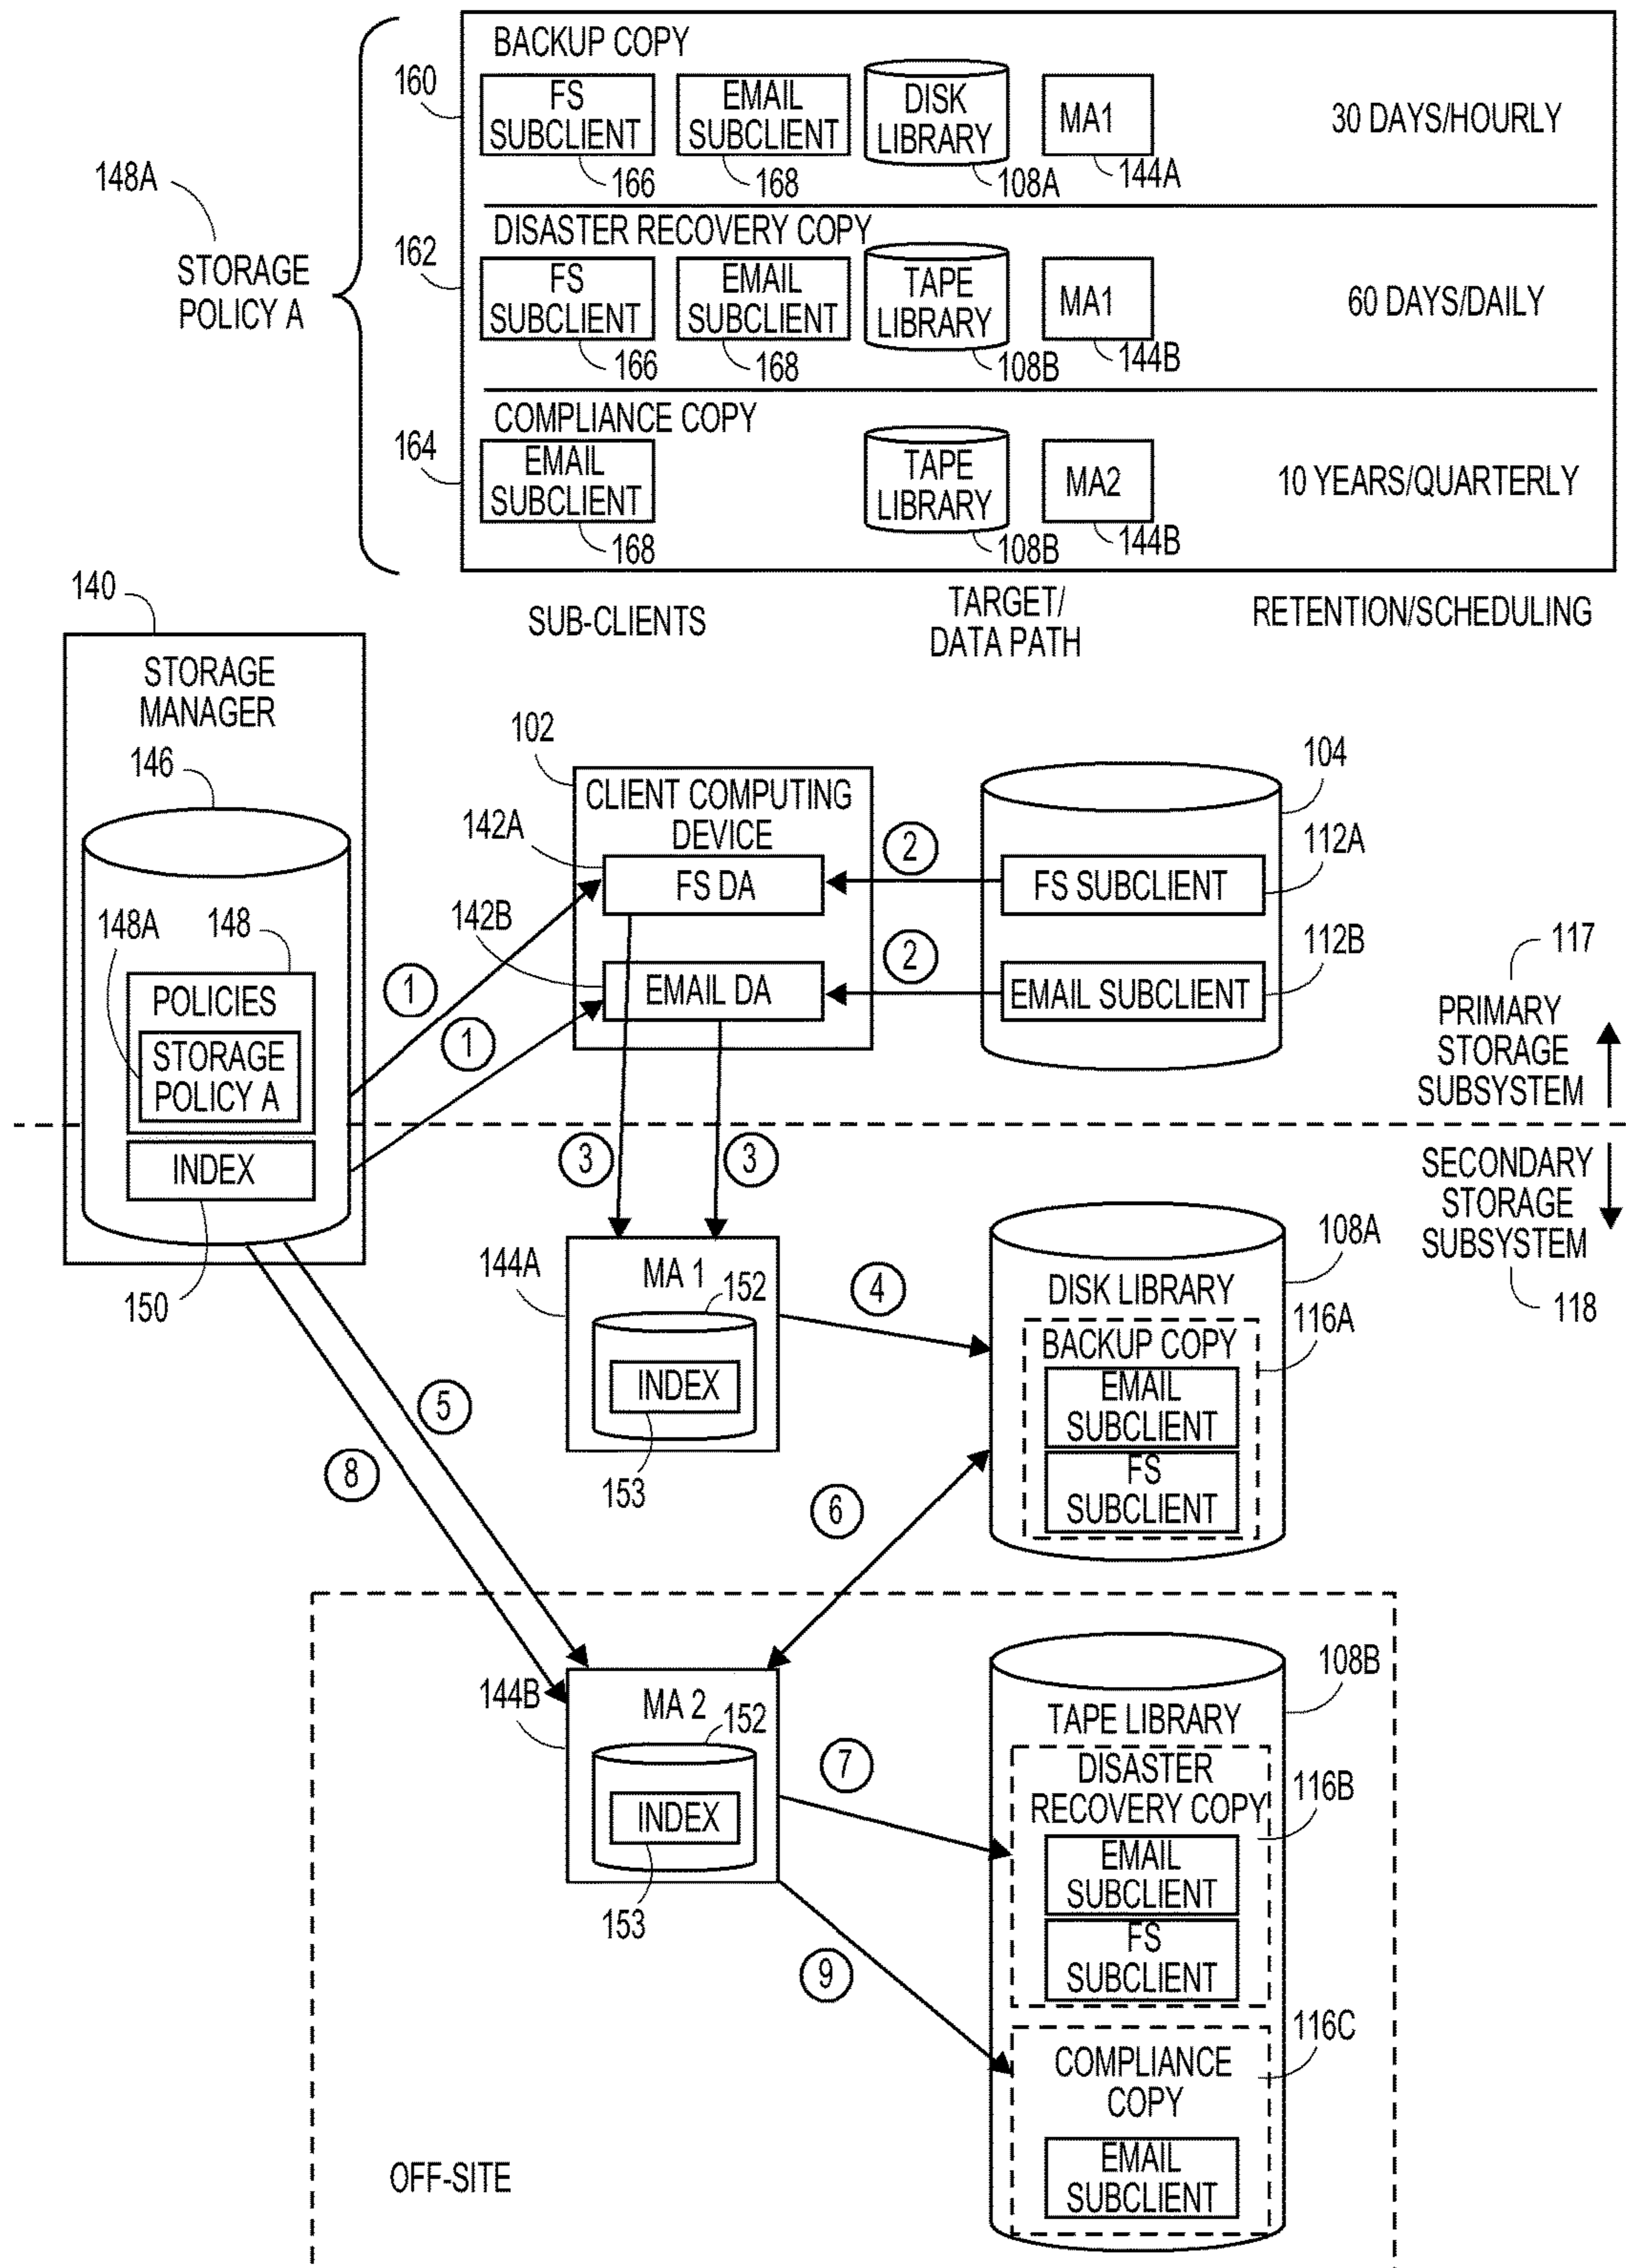 BACKUP COPY
160
FS
SUBCLIENT
166
EMAIL
SUBCLIENT
168
DISK
LIBRARY
108A
MA1
144A
30 DAYS/HOURLY
148A
STORAGE
POLICY A
DISASTER RECOVERY COPY
162
FS
SUBCLIENT
166
EMAIL
SUBCLIENT
168
TAPE
LIBRARY
108B
MA1
144B
60 DAYS/DAILY
COMPLIANCE COPY
164
EMAIL
SUBCLIENT
168
TAPE
LIBRARY
108B
MA2
144B
10 YEARS/QUARTERLY
SUB-CLIENTS
TARGET/
DATA PATH
RETENTION/SCHEDULING
140
STORAGE
MANAGER
146
148A
148
POLICIES
STORAGE
POLICY A
INDEX
150
1
1
102
CLIENT COMPUTING
DEVICE
142A
FS DA
142B
EMAIL DA
2
2
104
FS SUBCLIENT
112A
EMAIL SUBCLIENT
112B
117
PRIMARY
STORAGE
SUBSYSTEM
SECONDARY
STORAGE
SUBSYSTEM
118
3
3
144A
MA 1
152
INDEX
153
4
108A
DISK LIBRARY
BACKUP COPY
116A
EMAIL
SUBCLIENT
FS
SUBCLIENT
5
8
6
144B
MA 2
152
INDEX
153
7
9
108B
TAPE LIBRARY
DISASTER
RECOVERY COPY
116B
EMAIL
SUBCLIENT
FS
SUBCLIENT
116C
COMPLIANCE
COPY
EMAIL
SUBCLIENT
OFF-SITE